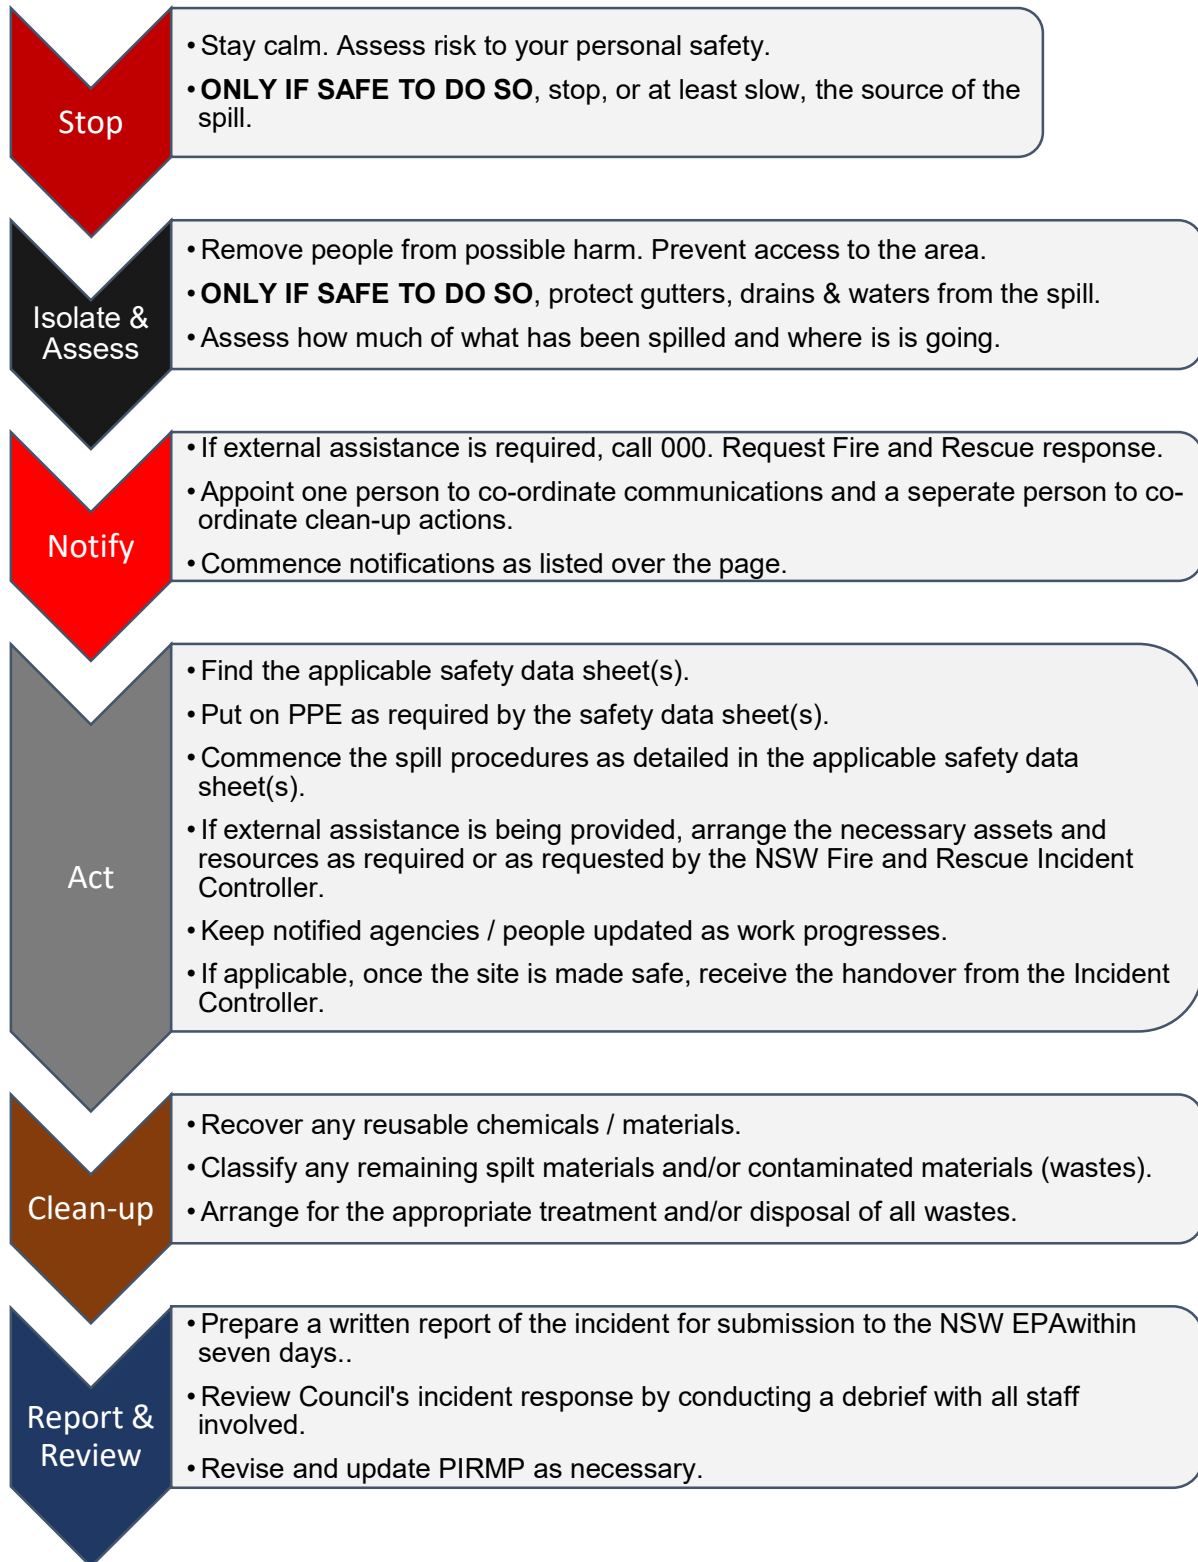 Stop
• Stay calm. Assess risk to your personal safety.
• ONLY IF SAFE TO DO SO, stop, or at least slow, the source of the
spill.
Isolate &
Assess
• Remove people from possible harm. Prevent access to the area.
• ONLY IF SAFE TO DO SO, protect gutters, drains & waters from the spill.
• Assess how much of what has been spilled and where is is going.
Notify
• If external assistance is required, call 000. Request Fire and Rescue response.
• Appoint one person to co-ordinate communications and a seperate person to co-
ordinate clean-up actions.
• Commence notifications as listed over the page.
Act
• Find the applicable safety data sheet(s).
• Put on PPE as required by the safety data sheet(s).
• Commence the spill procedures as detailed in the applicable safety data
sheet(s).
• If external assistance is being provided, arrange the necessary assets and
resources as required or as requested by the NSW Fire and Rescue Incident
Controller.
• Keep notified agencies / people updated as work progresses.
• If applicable, once the site is made safe, receive the handover from the Incident
Controller.
Clean-up
• Recover any reusable chemicals / materials.
• Classify any remaining spilt materials and/or contaminated materials (wastes).
• Arrange for the appropriate treatment and/or disposal of all wastes.
Report &
Review
• Prepare a written report of the incident for submission to the NSW EPAwithin
seven days..
• Review Council's incident response by conducting a debrief with all staff
involved.
• Revise and update PIRMP as necessary.